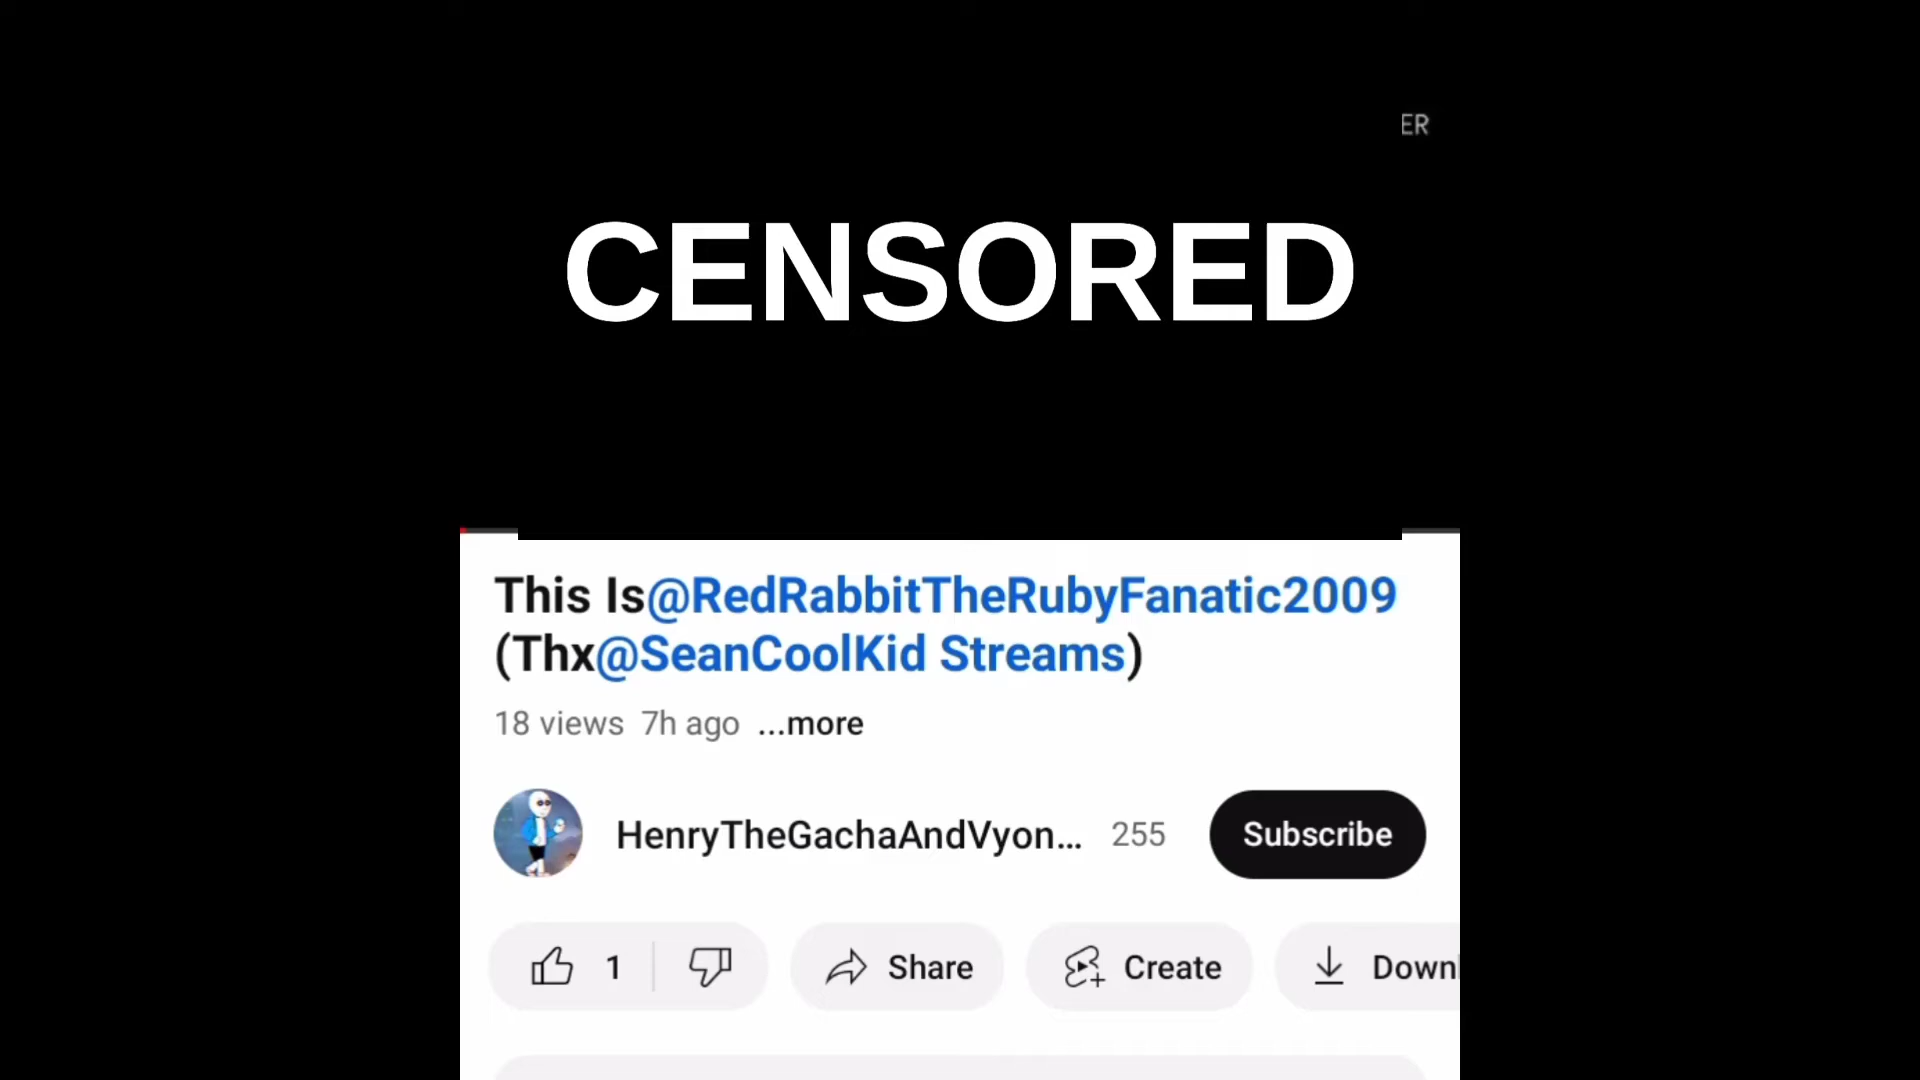 ER
CENSORED
This Is@RedRabbitTheRubyFanatic2009
(Thx@SeanCoolKid Streams)
18 views 7h ago ...more
HenryTheGachaAndVyon... 255 Subscribe
1 Share Create Downl